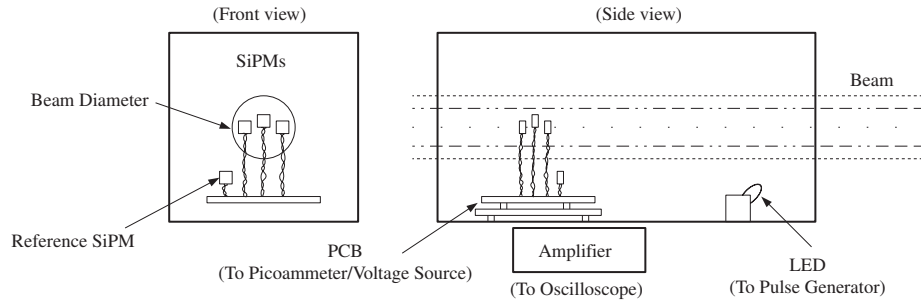 (Front view)
(Side view)
SiPMs
Beam Diameter
Beam
Reference SiPM
PCB
(To Picoammeter/Voltage Source)
Amplifier
(To Oscilloscope)
LED
(To Pulse Generator)